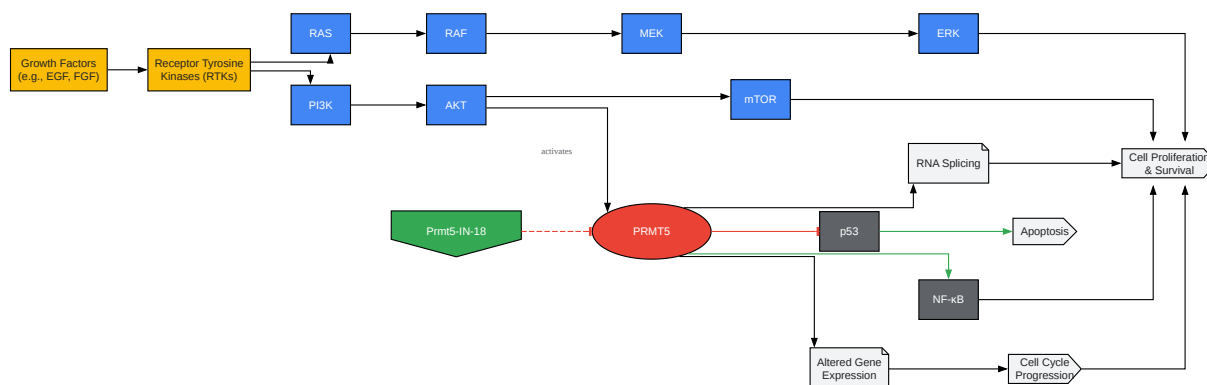 RAS
RAF
MEK
ERK
Growth Factors
(e.g., EGF, FGF)
Receptor Tyrosine
Kinases (RTKs)
PI3K
AKT
mTOR
activates
RNA Splicing
Cell Proliferation
& Survival
Prmt5-IN-18
PRMT5
p53
Apoptosis
NF-κB
Altered Gene
Expression
Cell Cycle
Progression